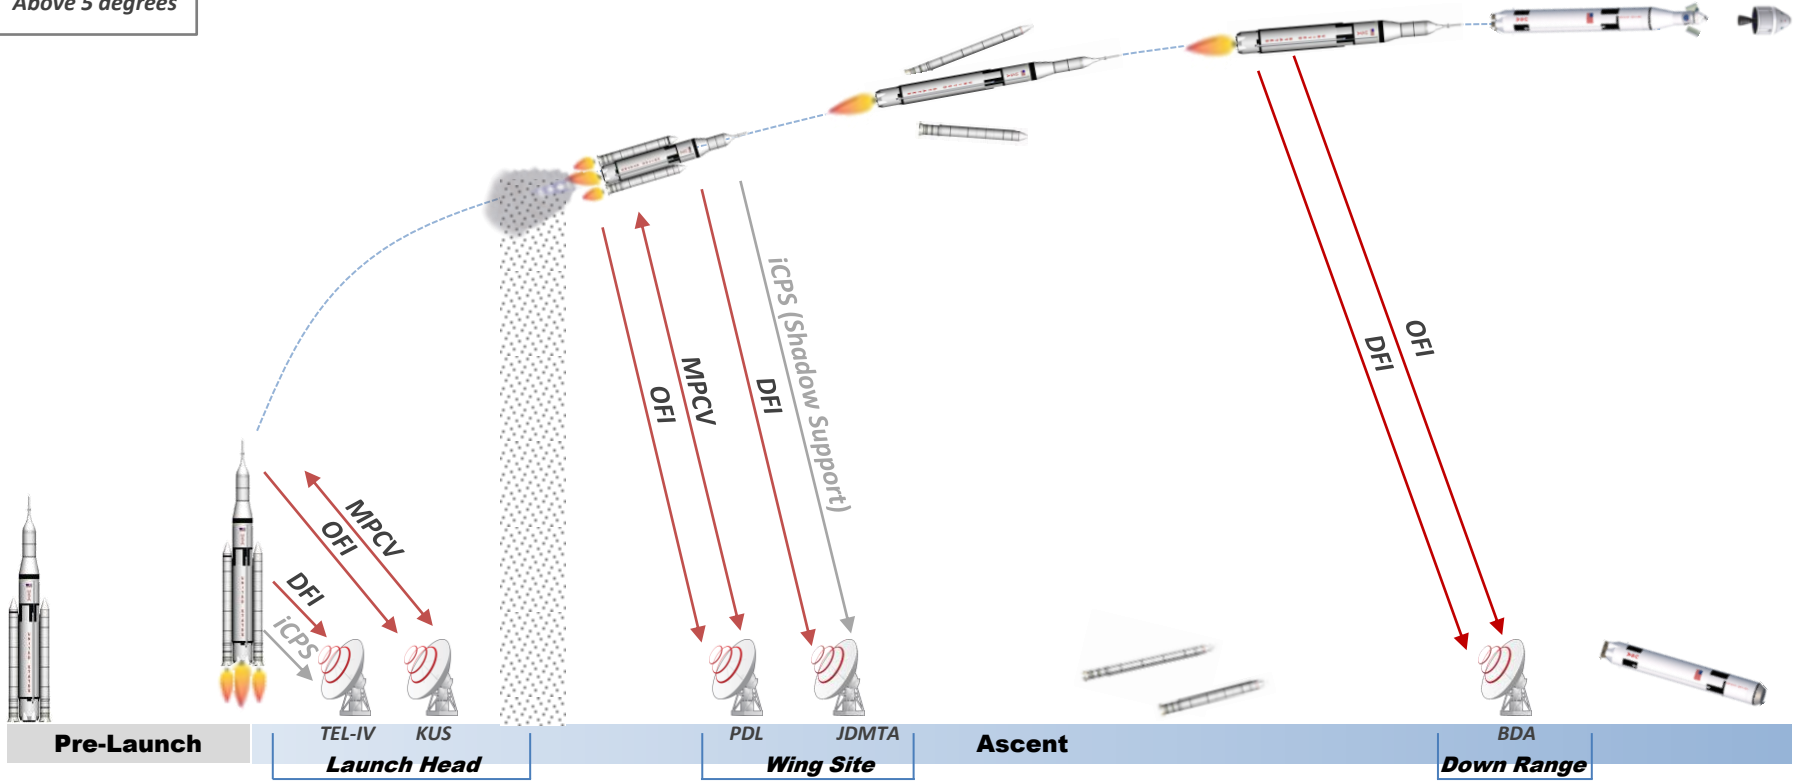 Above 5 degrees
iCPS (Shadow Support)
OFI
MPCV
DFI
DFI
OFI
MPCV
OFI
DFI
iCPS
TEL-IV
KUS
PDL
JDMTA
BDA
Pre-Launch
Ascent
Launch Head
Wing Site
Down Range